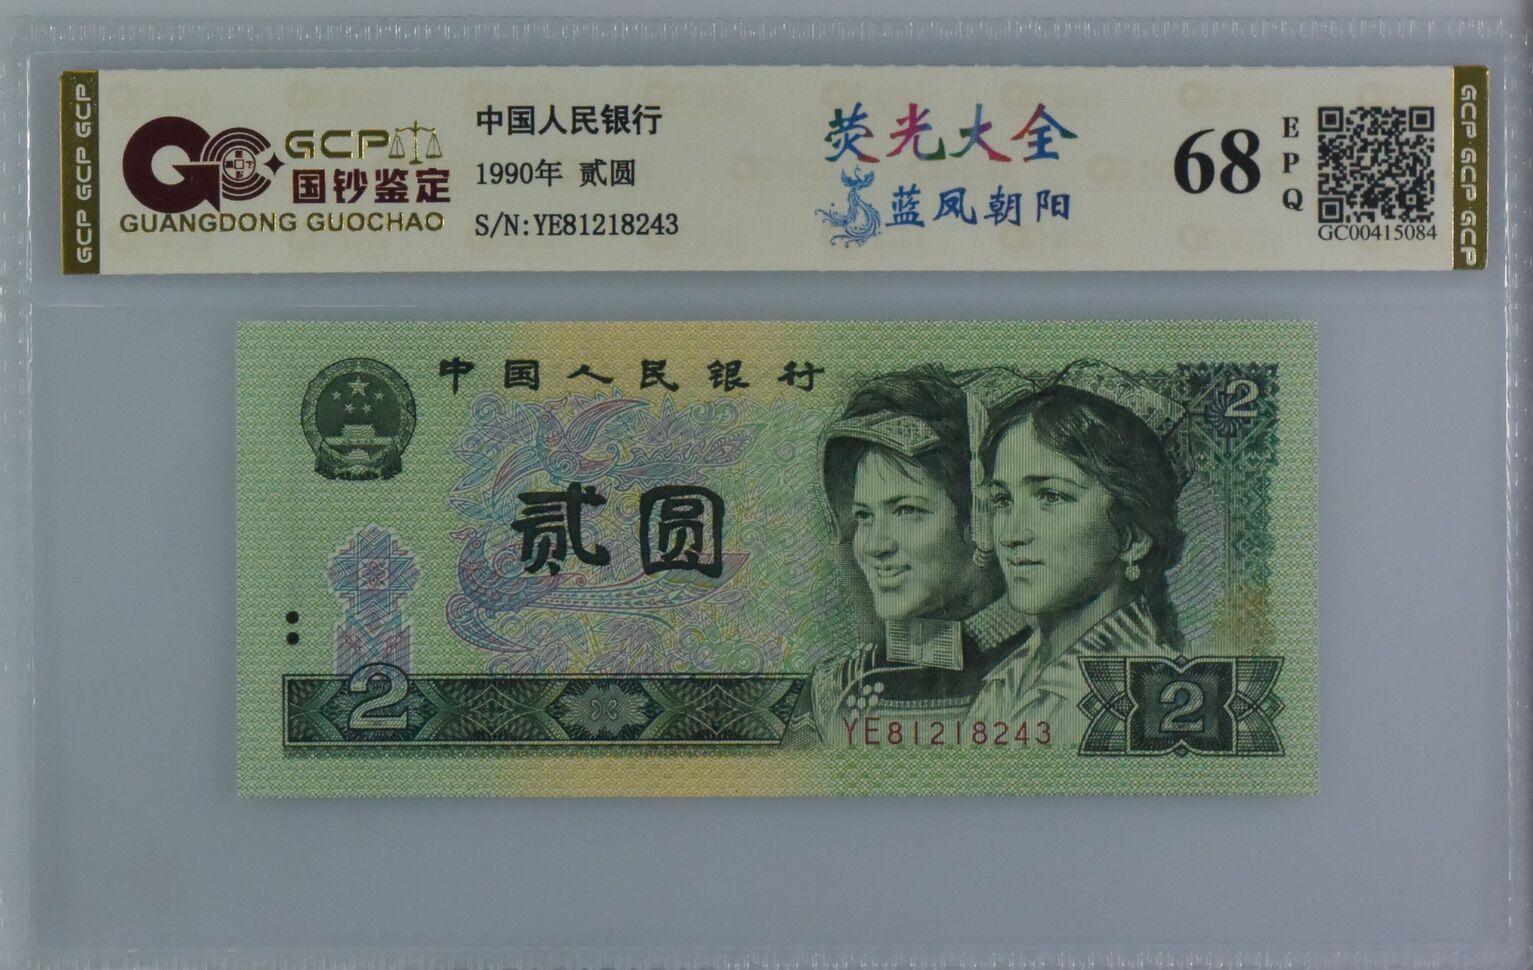 GCP GCP GCP
GCP
国钞鉴定
GUANGDONG GUOCHAO
中国人民银行
1990年 贰圆
S/N:YE81218243
荧光大全
蓝凤朝阳
68
EPQ
GC00415084
GCP GCP GCP
中国人民银行
2
贰圆
2
2
YE81218243